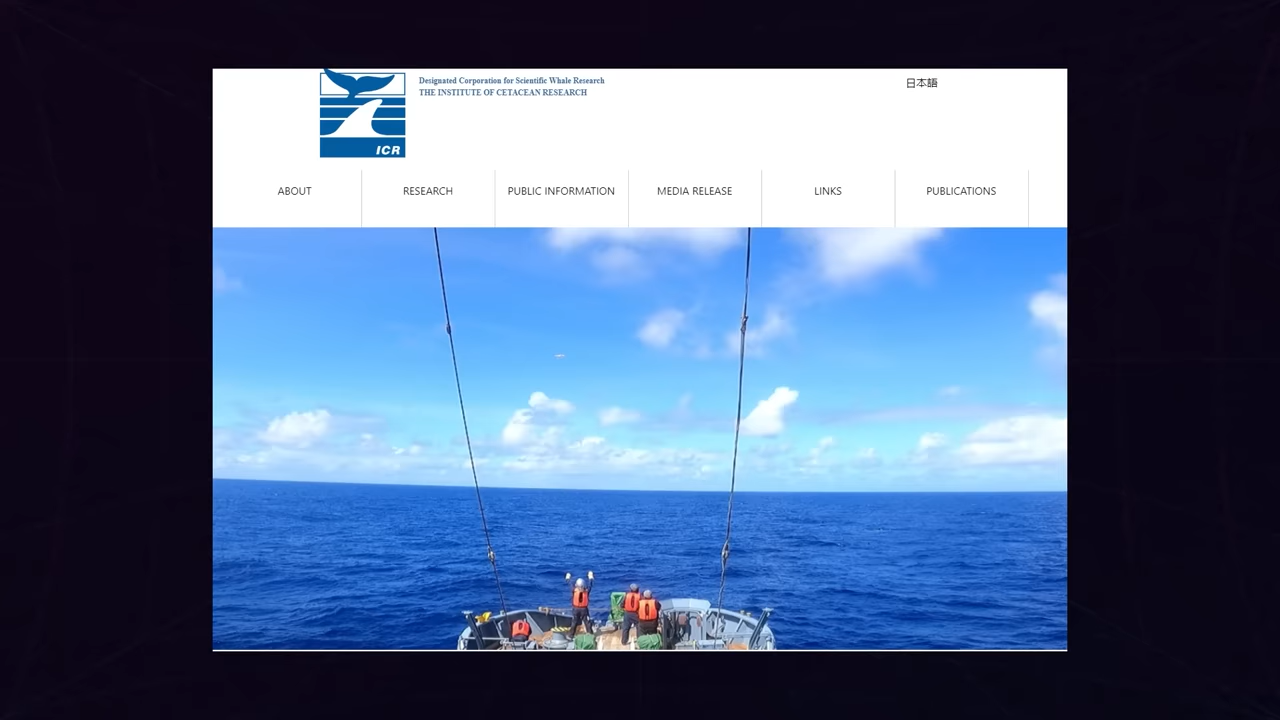 Designated Corporation for Scientific Whale Research
THE INSTITUTE OF CETACEAN RESEARCH
日本語
ICR
ABOUT
RESEARCH
PUBLIC INFORMATION
MEDIA RELEASE
LINKS
PUBLICATIONS